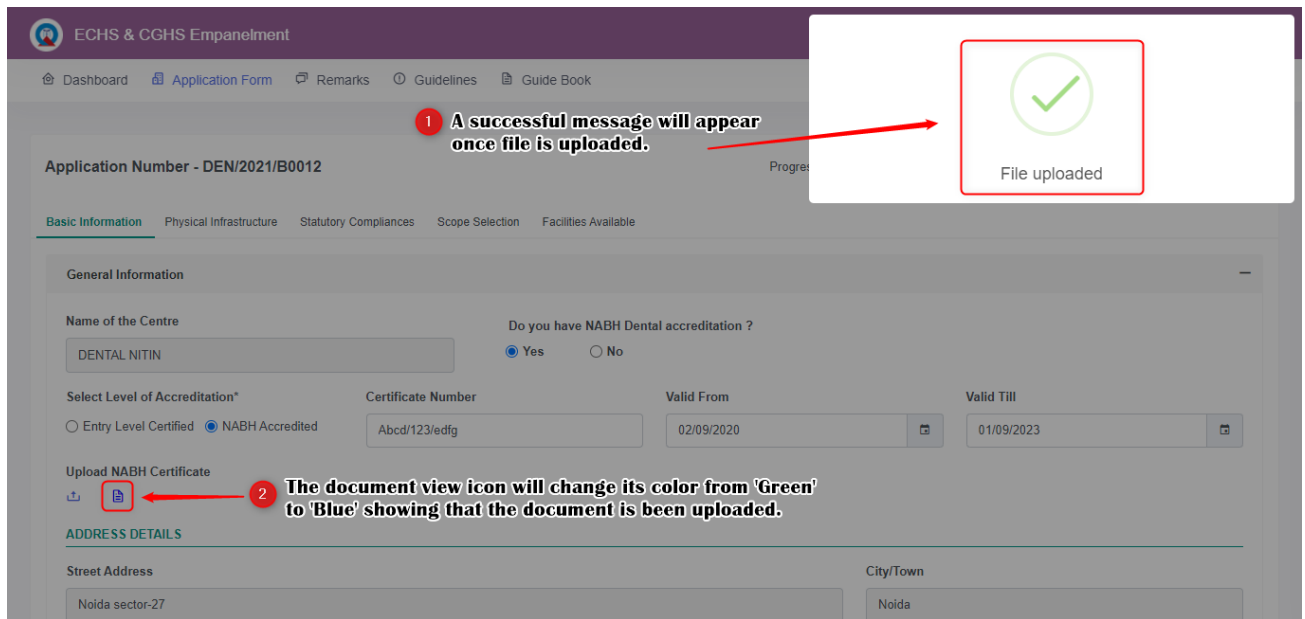 ECHS & CGHS Empanelment
Dashboard Application Form Remarks Guidelines Guide Book
1 A successful message will appear
once file is uploaded.
File uploaded
Application Number - DEN/2021/B0012
Basic Information Physical Infrastructure Statutory Compliances Scope Selection Facilities Available
General Information
Name of the Centre Do you have NABH Dental accreditation ?
DENTAL NITIN Yes No
Select Level of Accreditation* Certificate Number Valid From Valid Till
Entry Level Certified NABH Accredited Abcd/123/edfg 02/09/2020 01/09/2023
Upload NABH Certificate
2 The document view icon will change its color from 'Green'
to 'Blue' showing that the document is been uploaded.
ADDRESS DETAILS
Street Address City/Town
Noida sector-27 Noida